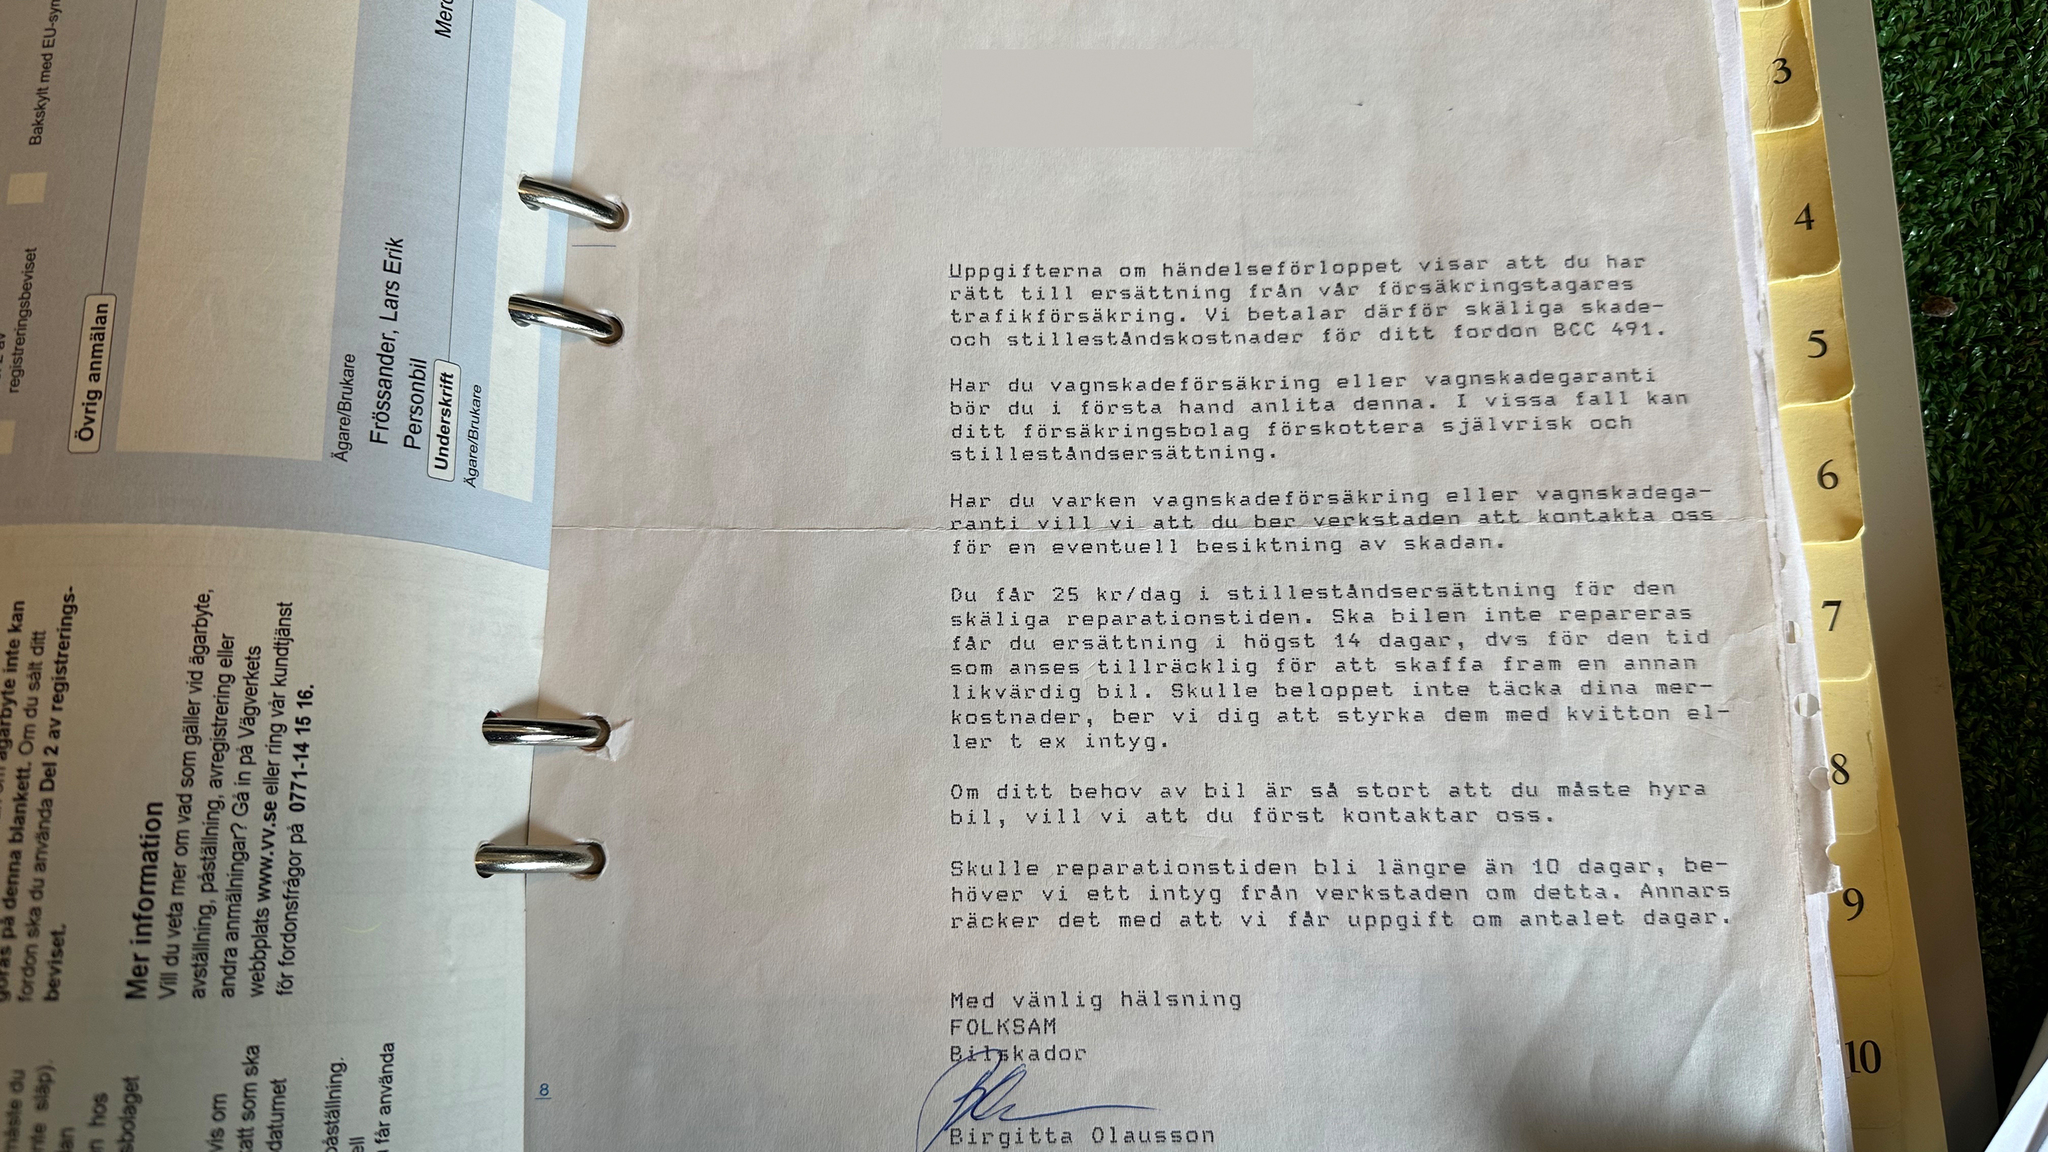 Bakskylt med EU-sy
registreringsbeviset
Övrig anmälan
Ägare/Brukare
Frössander, Lars Erik
Personbil
Underskrift
Ägare/Brukare
Merc
denna blankett. Om du sålt ditt
fordon ska du använda Del 2 av registrerings-
beviset.
Mer information
Vill du veta mer om vad som gäller vid ägarbyte,
avställning, påställning, avregistrering eller
andra anmälningar? Gå in på Vägverkets
webbplats www.vv.se eller ring vår kundtjänst
för fordonsfrågor på 0771-14 15 16.
släp).
hos
sbolaget
om
att som ska
datumet
påställning.
får använda
8
Uppgifterna om händelseförloppet visar att du har
rätt till ersättning från vår försäkringstagares
trafikförsäkring. Vi betalar därför skäliga skade-
och stilleståndskostnader för ditt fordon BCC 491.
Har du vagnskadeförsäkring eller vagnskadegaranti
bör du i första hand anlita denna. I vissa fall kan
ditt försäkringsbolag förskottera självrisk och
stilleståndsersättning.
Har du varken vagnskadeförsäkring eller vagnskadega-
ranti vill vi att du ber verkstaden att kontakta oss
för en eventuell besiktning av skadan.
Du får 25 kr/dag i stilleståndsersättning för den
skäliga reparationstiden. Ska bilen inte repareras
får du ersättning i högst 14 dagar, dvs för den tid
som anses tillräcklig för att skaffa fram en annan
likvärdig bil. Skulle beloppet inte täcka dina mer-
kostnader, ber vi dig att styrka dem med kvitton el-
ler t ex intyg.
Om ditt behov av bil är så stort att du måste hyra
bil, vill vi att du först kontaktar oss.
Skulle reparationstiden bli längre än 10 dagar, be-
höver vi ett intyg från verkstaden om detta. Annars
räcker det med att vi får uppgift om antalet dagar.
Med vänlig hälsning
FOLKSAM
Bilskador
Birgitta Olausson
3
4
5
6
7
8
9
10